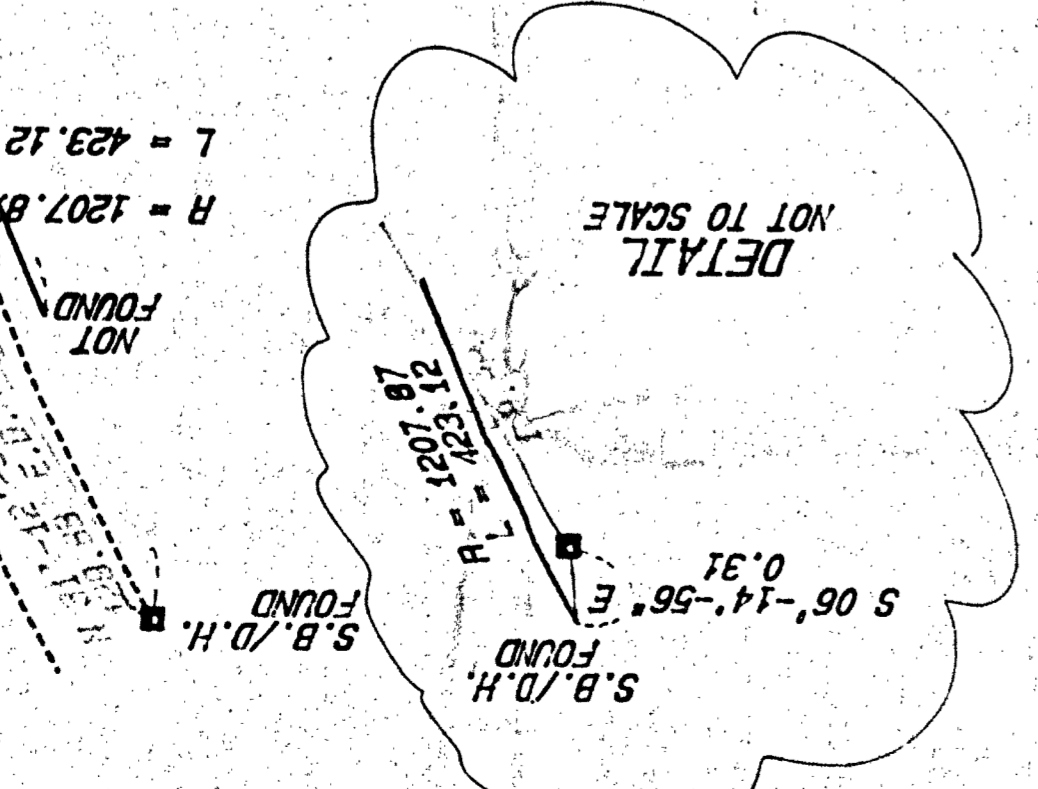 S.B./D.H.
FOUND
S 06°-14'-56" E
0.31
R = 1207.87
L = 423.12
DETAIL
NOT TO SCALE
S.B./D.H.
FOUND
NOT
FOUND
R = 1207.8
L = 423.12